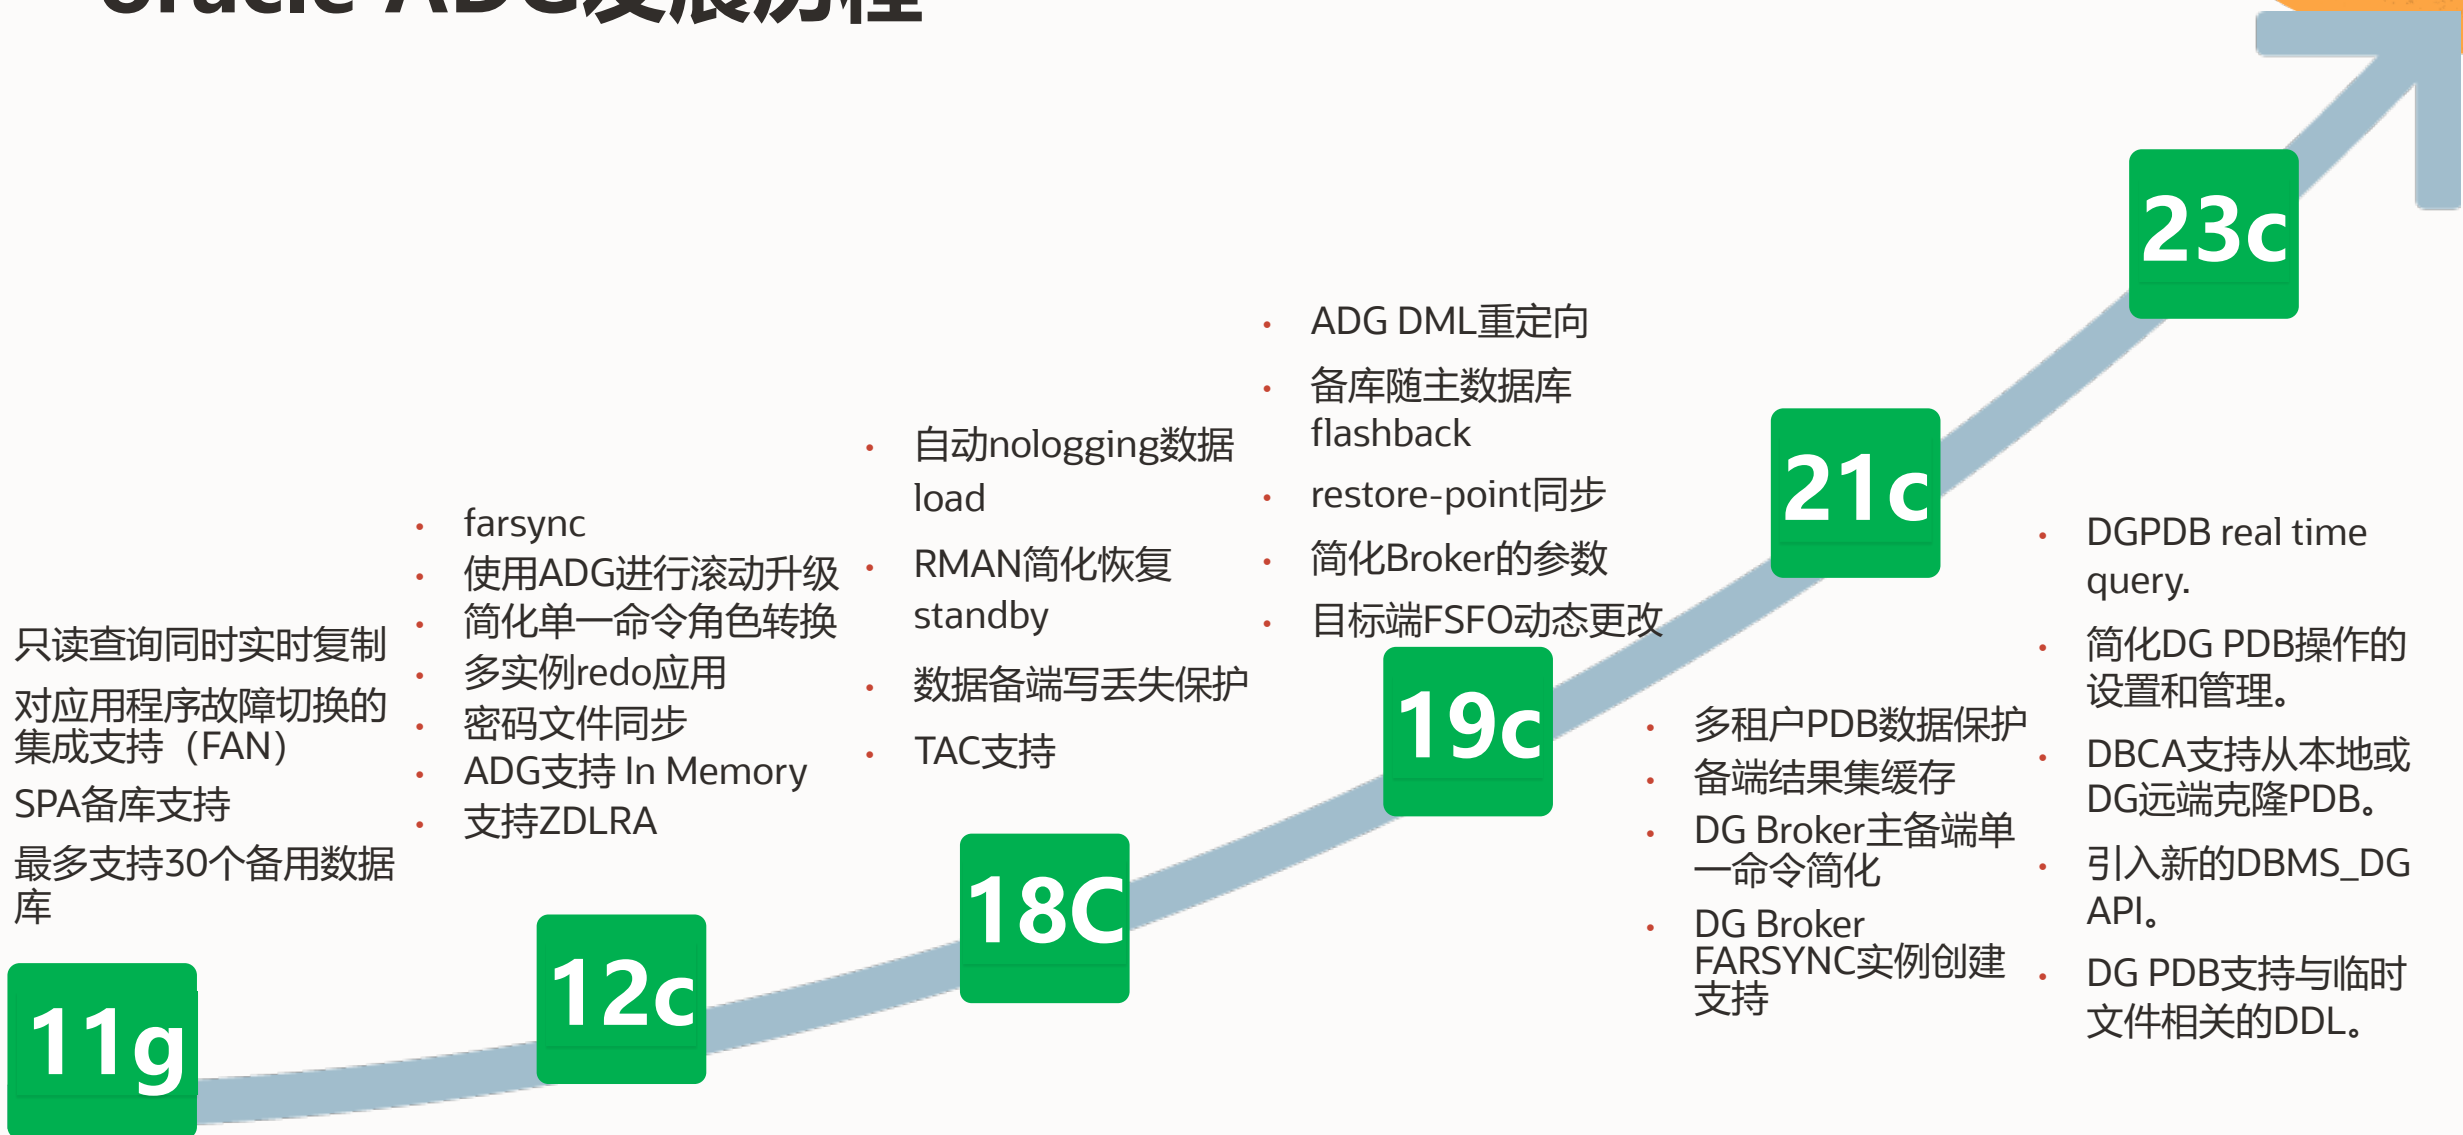 Oracle ADG发展历程
只读查询同时实时复制
对应用程序故障切换的
集成支持（FAN）
SPA备库支持
最多支持30个备用数据
库
11g
• farsync
• 使用ADG进行滚动升级
• 简化单一命令角色转换
• 多实例redo应用
• 密码文件同步
• ADG支持 In Memory
• 支持ZDLRA
12c
• 自动nologging数据
load
• RMAN简化恢复
standby
• 数据备端写丢失保护
• TAC支持
18C
• ADG DML重定向
• 备库随主数据库
flashback
• restore-point同步
• 简化Broker的参数
• 目标端FSFO动态更改
19c
21c
• 多租户PDB数据保护
• 备端结果集缓存
• DG Broker主备端单
一命令简化
• DG Broker
FARSYNC实例创建
支持
23c
• DGPDB real time
query.
• 简化DG PDB操作的
设置和管理。
• DBCA支持从本地或
DG远端克隆PDB。
• 引入新的DBMS_DG
API。
• DG PDB支持与临时
文件相关的DDL。